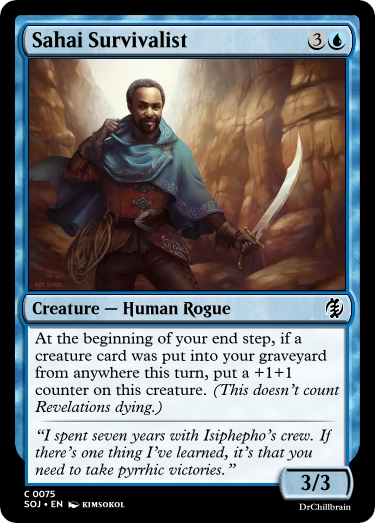 Sahai Survivalist 3
KIM SOKOL
Creature — Human Rogue
At the beginning of your end step, if a
creature card was put into your graveyard
from anywhere this turn, put a +1+1
counter on this creature. (This doesn't count
Revelations dying.)
"I spent seven years with Isiphepho's crew. If
there's one thing I've learned, it's that you
need to take pyrrhic victories."
3/3
C 0075
SOJ • EN KIMSOKOL
DrChillbrain